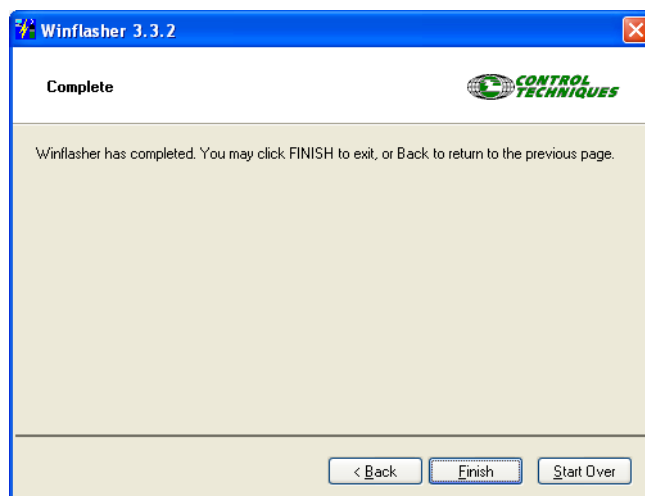 Winflasher 3.3.2
Complete
CONTROL
TECHNIQUES
Winflasher has completed. You may click FINISH to exit, or Back to return to the previous page.
< Back
Finish
Start Over